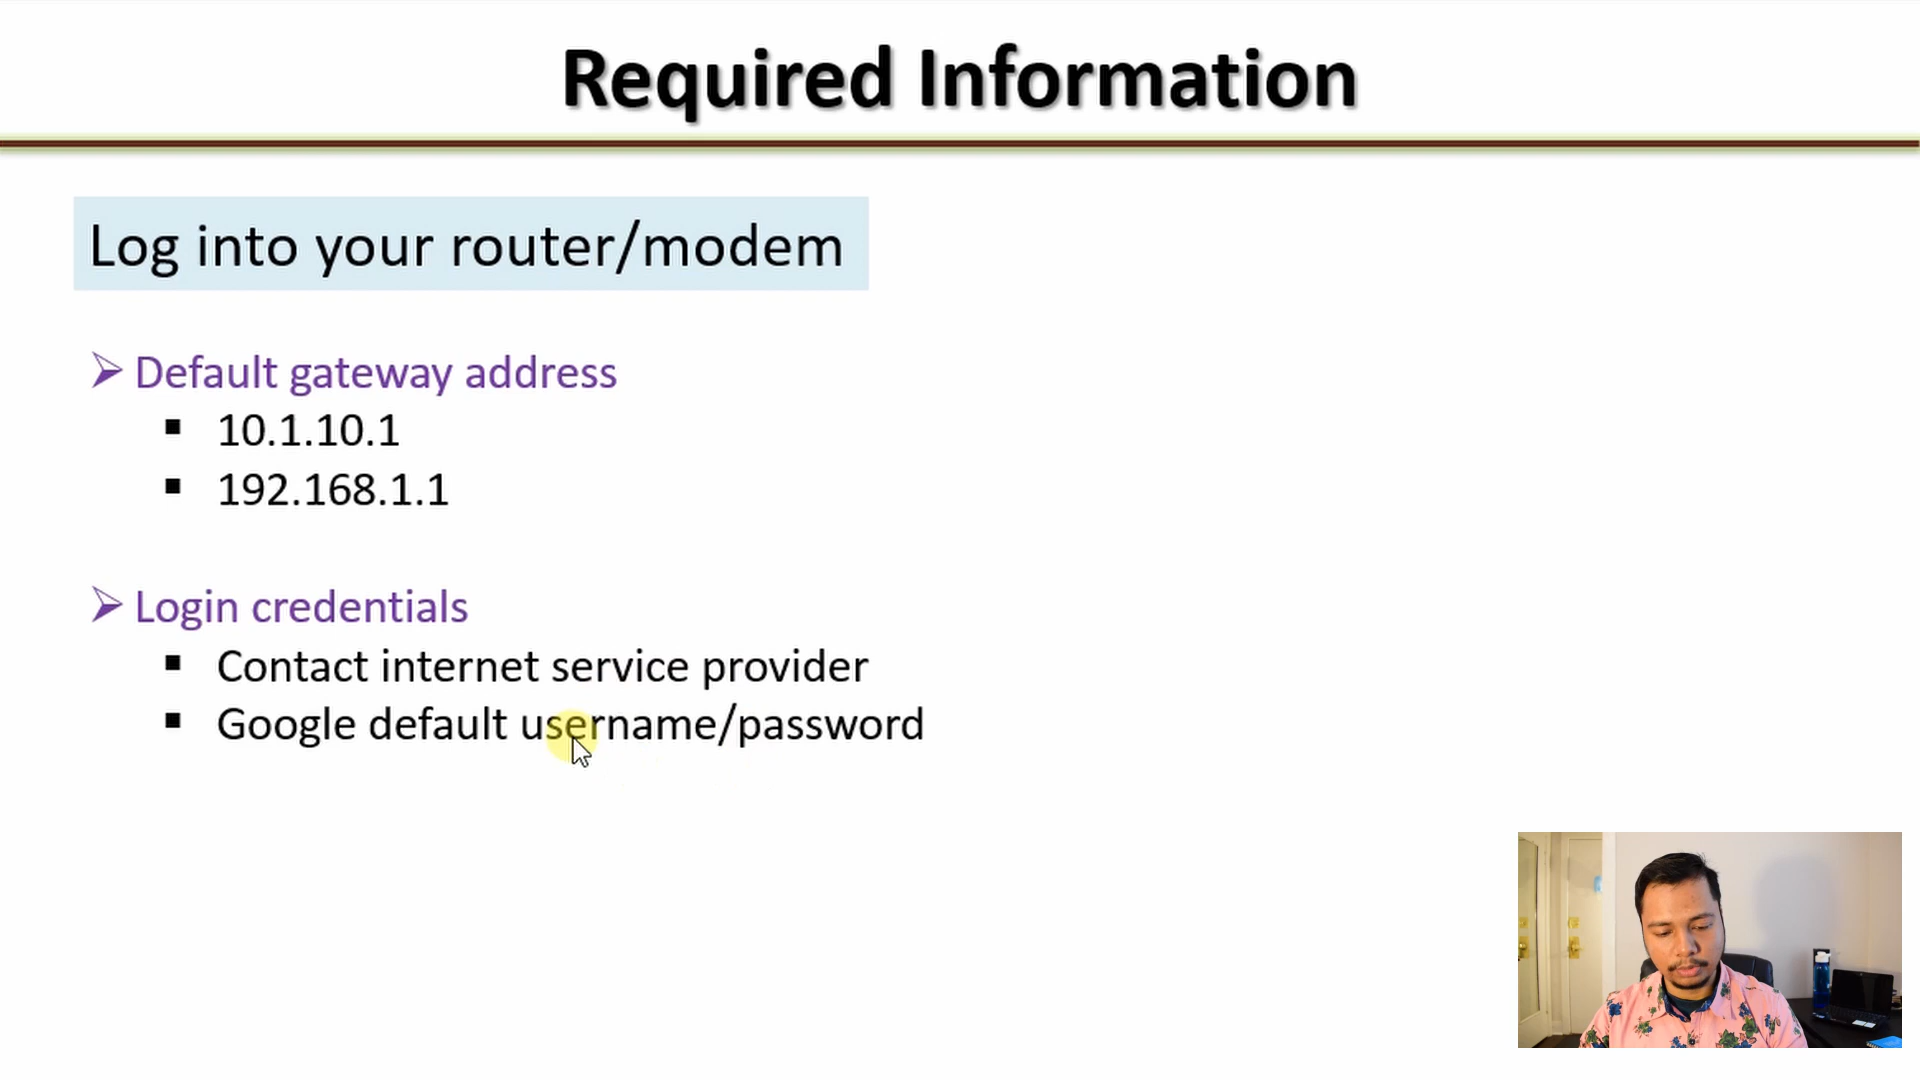 Required Information
Log into your router/modem
Default gateway address
10.1.10.1
192.168.1.1
Login credentials
Contact internet service provider
Google default username/password